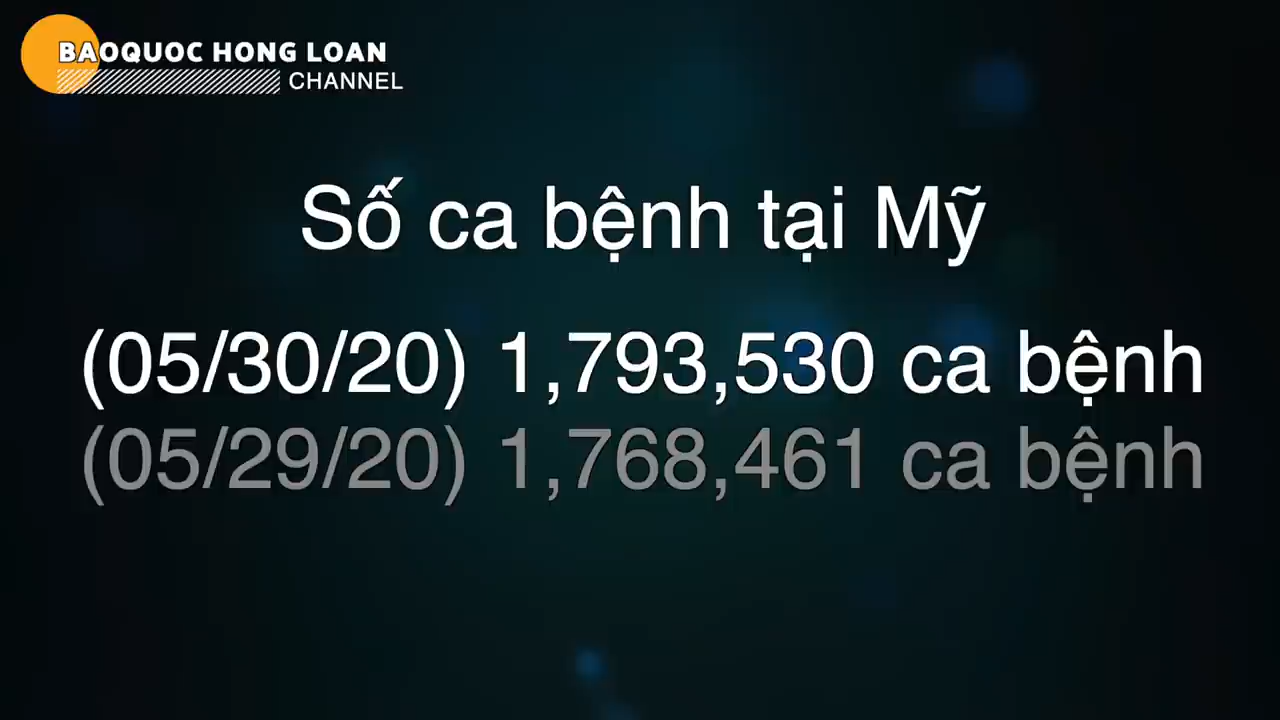 BAOQUOC HONG LOAN
CHANNEL
Số ca bệnh tại Mỹ
(05/30/20) 1,793,530 ca bệnh
(05/29/20) 1,768,461 ca bệnh